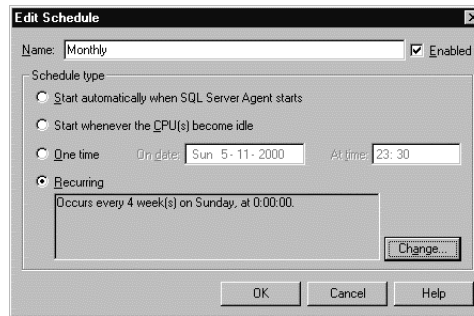 Edit Schedule
Name: Monthly Enabled
Schedule type
Start automatically when SQL Server Agent starts
Start whenever the CPU(s) become idle
One time On date: Sun 5-11-2000 At time: 23:30
Recurring
Occurs every 4 week(s) on Sunday, at 0:00:00.
Change...
OK Cancel Help